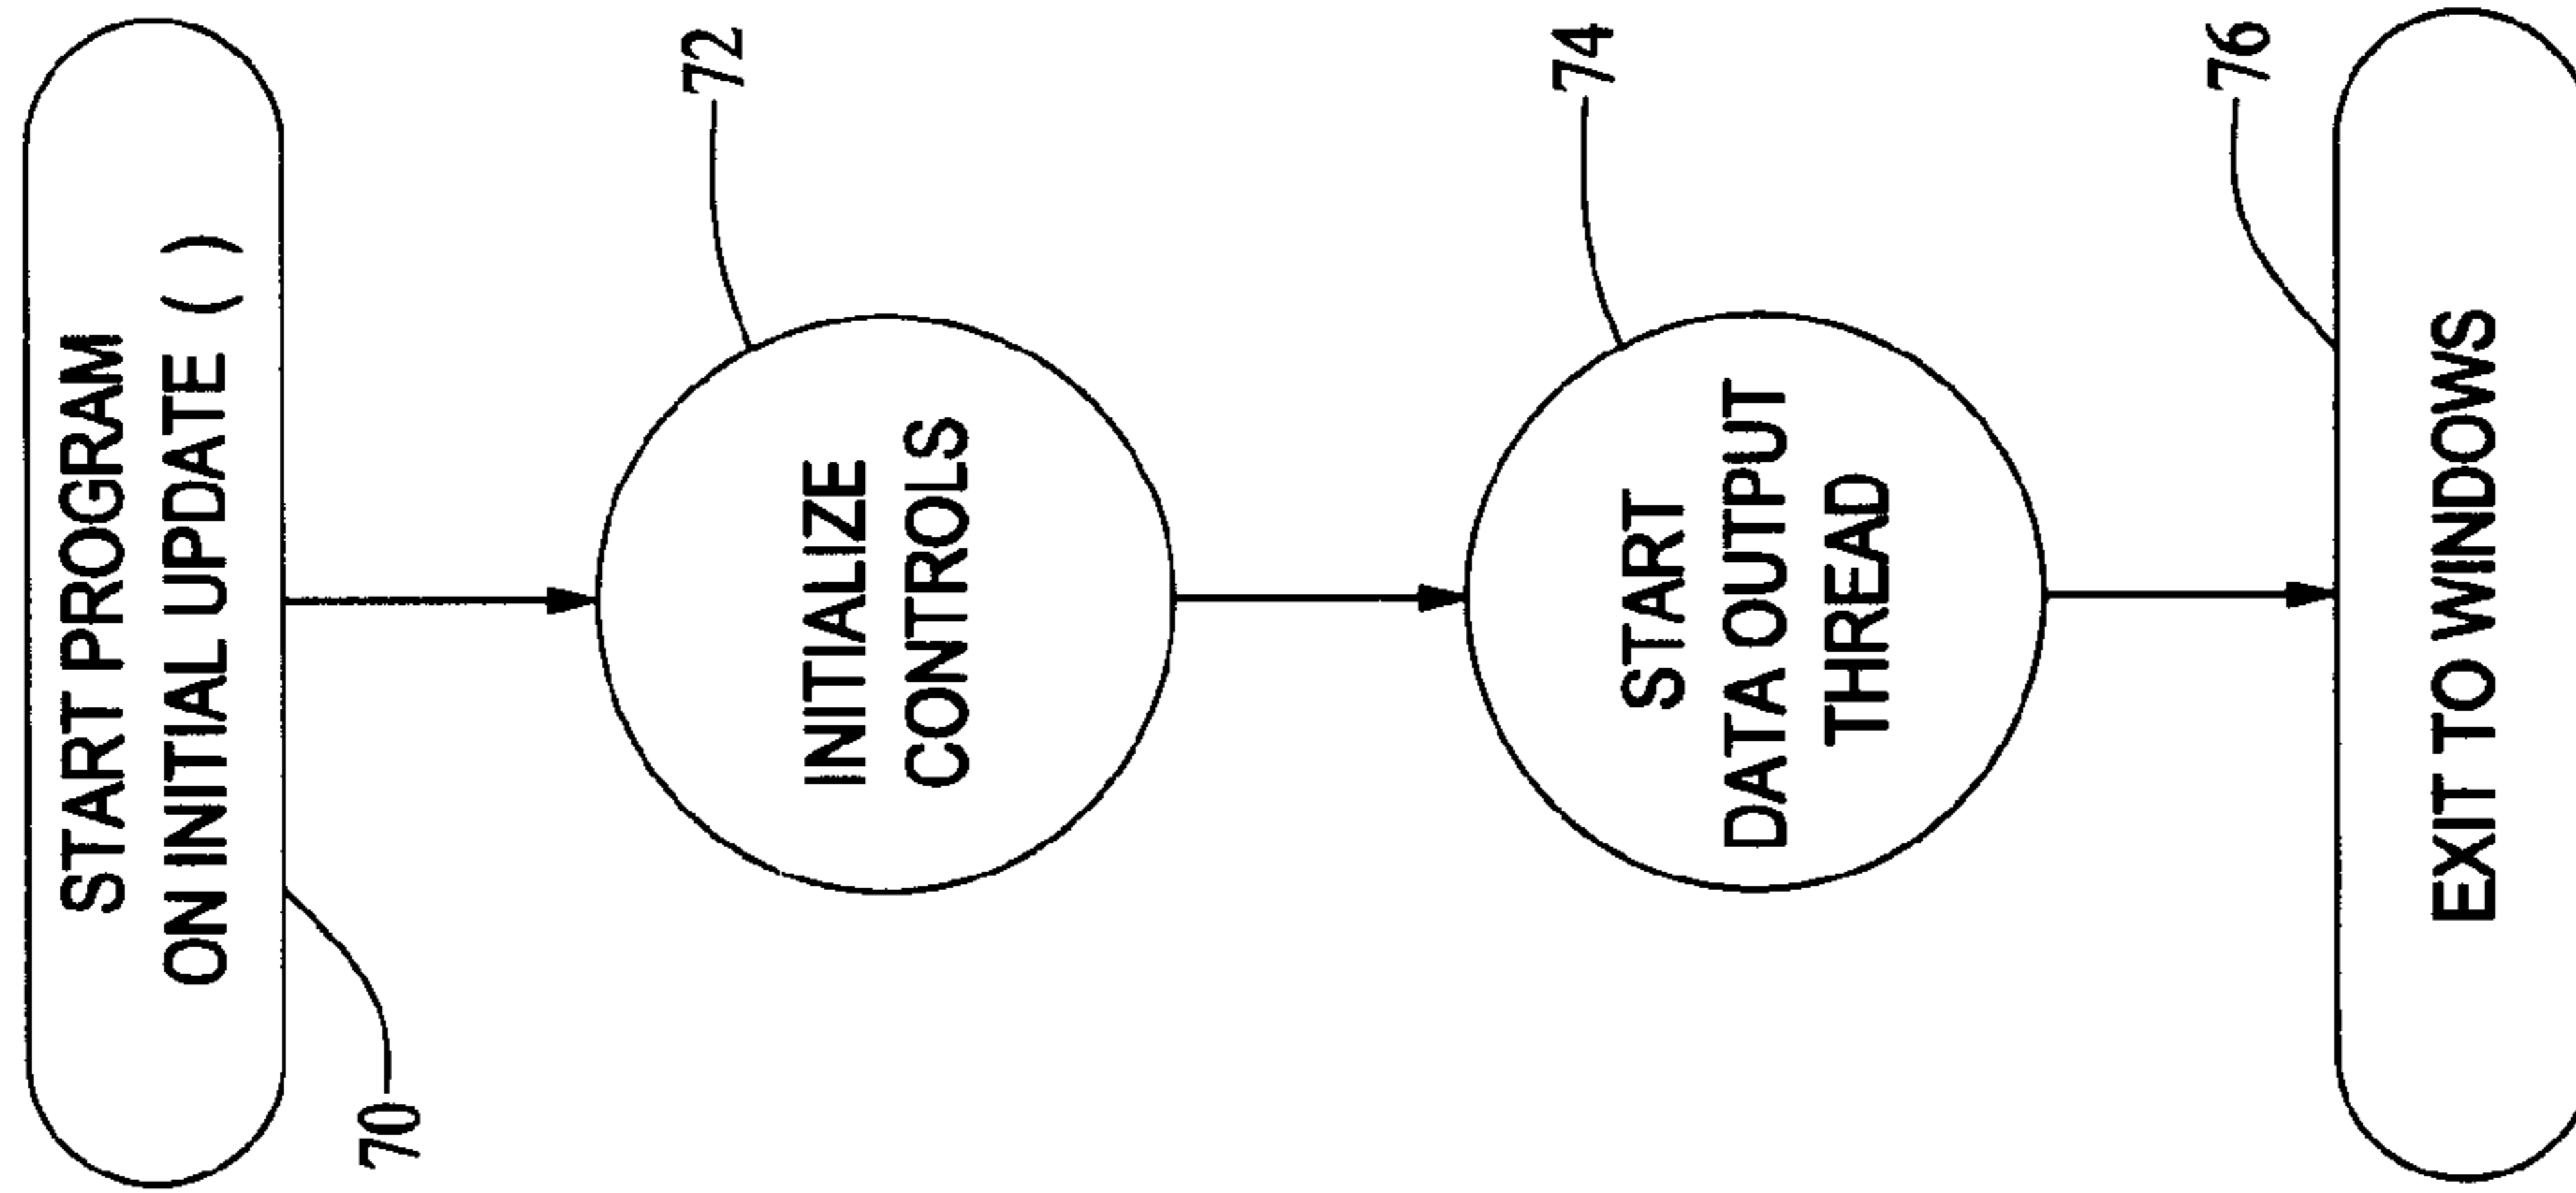 START PROGRAM
ON INITIAL UPDATE ( )
70
72
INITIALIZE
CONTROLS
74
START
DATA OUTPUT
THREAD
76
EXIT TO WINDOWS